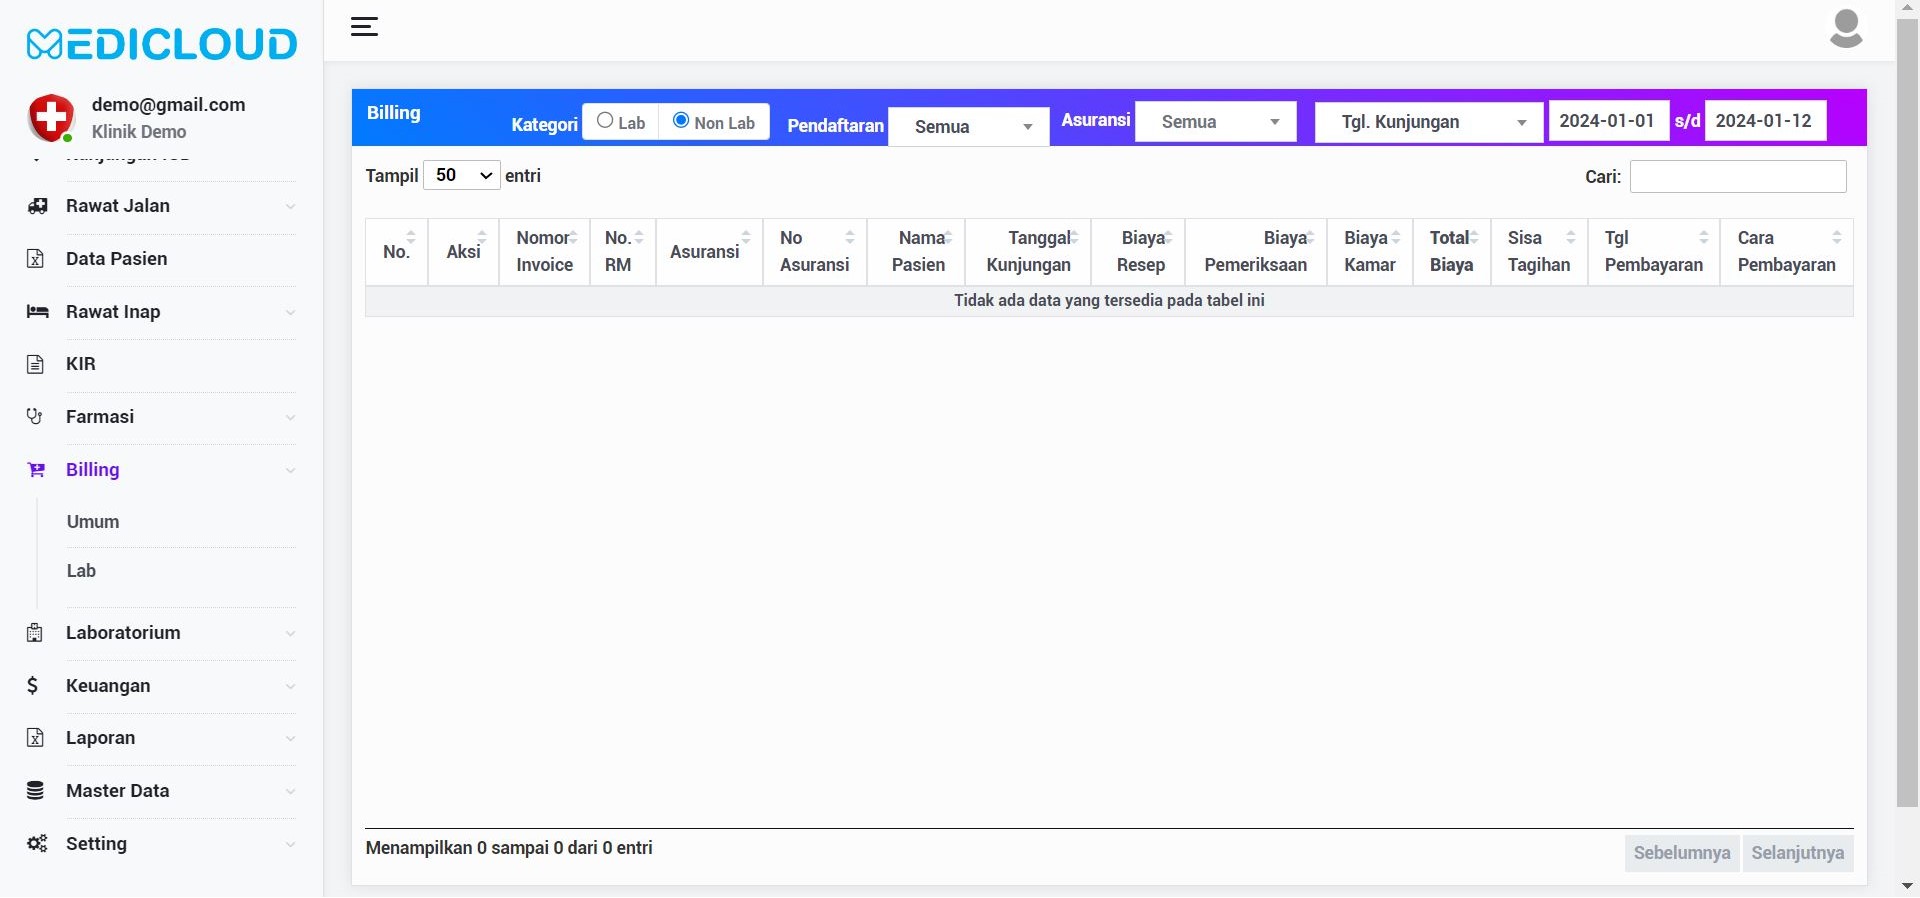 MEDICLOUD
demo@gmail.com
Klinik Demo
Rawat Jalan
Data Pasien
Rawat Inap
KIR
Farmasi
Billing
Umum
Lab
Laboratorium
Keuangan
Laporan
Master Data
Setting
Billing
Kategori Lab Non Lab Pendaftaran Semua Asuransi Semua Tgl. Kunjungan 2024-01-01 s/d 2024-01-12
Tampil 50 entri
Cari:
No.
Aksi
Nomor
Invoice
No.
RM
Asuransi
No
Asuransi
Nama
Pasien
Tanggal
Kunjungan
Biaya
Resep
Biaya
Pemeriksaan
Biaya
Kamar
Total
Biaya
Sisa
Tagihan
Tgl
Pembayaran
Cara
Pembayaran
Tidak ada data yang tersedia pada tabel ini
Menampilkan 0 sampai 0 dari 0 entri
Sebelumnya Selanjutnya